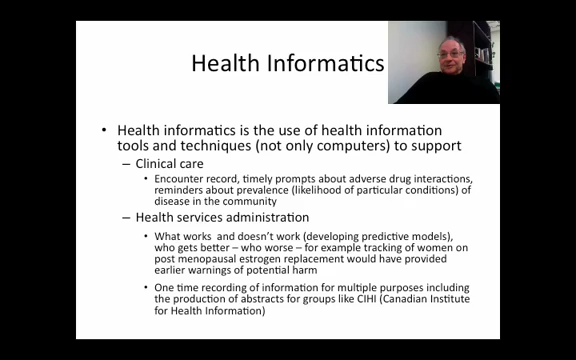 Health Informatics
• Health informatics is the use of health information
tools and techniques (not only computers) to support
– Clinical care
• Encounter record, timely prompts about adverse drug interactions,
reminders about prevalence (likelihood of particular conditions) of
disease in the community
– Health services administration
• What works and doesn't work (developing predictive models),
who gets better – who worse – for example tracking of women on
post menopausal estrogen replacement would have provided
earlier warnings of potential harm
• One time recording of information for multiple purposes including
the production of abstracts for groups like CIHI (Canadian Institute
for Health Information)